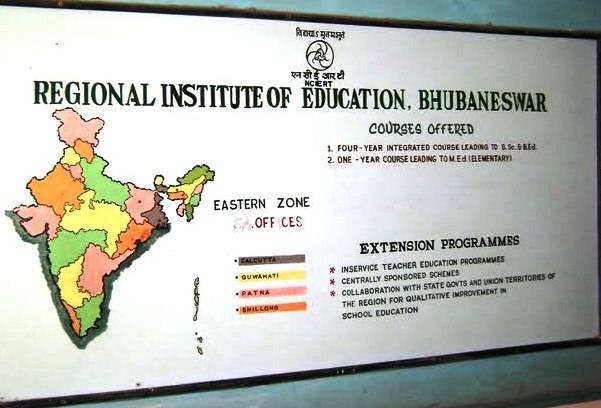 विद्यया ऽ मृतमश्नुते
एन सी ई आर टी
NCERT
REGIONAL INSTITUTE OF EDUCATION, BHUBANESWAR
COURSES OFFERED
1. FOUR-YEAR INTEGRATED COURSE LEADING TO B.Sc. & B.Ed.
2. ONE-YEAR COURSE LEADING TO M.Ed. (ELEMENTARY)
EASTERN ZONE
F.A. OFFICES
• CALCUTTA
• GUWAHATI
• PATNA
• SHILLONG
EXTENSION PROGRAMMES
* INSERVICE TEACHER EDUCATION PROGRAMMES
* CENTRALLY SPONSORED SCHEMES
* COLLABORATION WITH STATE GOVTS AND UNION TERRITORIES OF
THE REGION FOR QUALITATIVE IMPROVEMENT IN
SCHOOL EDUCATION